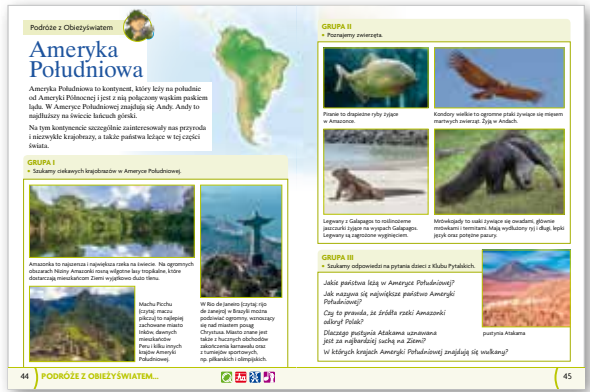 Podróże z Obieżyświatem
Ameryka
Południowa
Ameryka Południowa to kontynent, który leży na południe
od Ameryki Północnej i jest z nią połączony wąskim paskiem
lądu. W Ameryce Południowej znajdują się Andy. Andy to
najdłuższy na świecie łańcuch górski.
Na tym kontynencie szczególnie zainteresowały nas przyroda
i niezwykłe krajobrazy, a także państwa leżące w tej części
świata.
GRUPA I
• Szukamy ciekawych krajobrazów w Ameryce Południowej.
Amazonka to najszersza i największa rzeka na świecie. Na ogromnych
obszarach Niziny Amazonki rosną wilgotne lasy tropikalne, które
dostarczają mieszkańcom Ziemi wyjątkowo dużo tlenu.
Machu Picchu
(czytaj: maczu
pikczu) to najlepiej
zachowane miasto
Inków, dawnych
mieszkańców
Peru i kilku innych
krajów Ameryki
Południowej.
W Rio de Janeiro (czytaj: rijo
de żanejro) w Brazylii można
podziwiać ogromny, wznoszący
się nad miastem posąg
Chrystusa. Miasto znane jest
także z hucznych obchodów
zakończenia karnawału oraz
z turniejów sportowych,
np. piłkarskich i olimpijskich.
44
PODRÓŻE Z OBIEŻYŚWIATEM...
GRUPA II
• Poznajemy zwierzęta.
Piranie to drapieżne ryby żyjące
w Amazonce.
Kondory wielkie to ogromne ptaki żywiące się mięsem
martwych zwierząt. Żyją w Andach.
Legwany z Galapagos to roślinożerne
jaszczurki żyjące na wyspach Galapagos.
Legwany są zagrożone wyginięciem.
Mrówkojady to ssaki żywiące się owadami, głównie
mrówkami i termitami. Mają wydłużony ryj i długi, lepki
język oraz potężne pazury.
GRUPA III
• Szukamy odpowiedzi na pytania dzieci z Klubu Pytalskich.
Jakie państwa leżą w Ameryce Południowej?
Jak nazywa się największe państwo Ameryki
Południowej?
Czy to prawda, że źródła rzeki Amazonki
odkrył Polak?
Dlaczego pustynia Atakama uznawana
jest za najbardziej suchą na Ziemi?
W których krajach Ameryki Południowej znajdują się wulkany?
pustynia Atakama
45